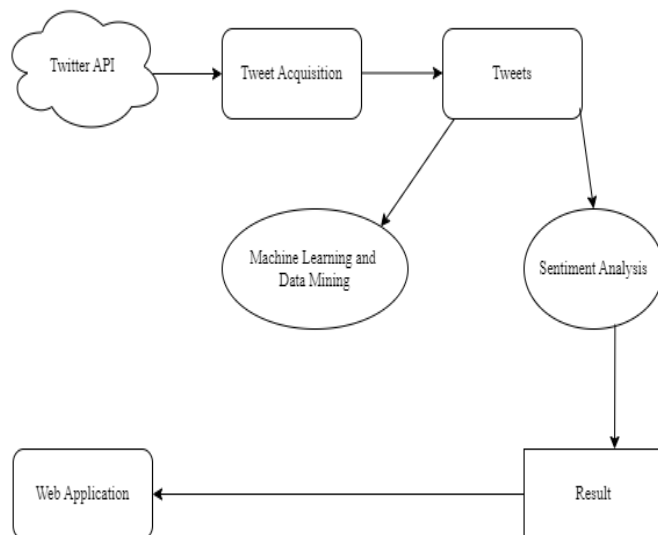 Twitter API
Tweet Acquisition
Tweets
Machine Learning and
Data Mining
Sentiment Analysis
Web Application
Result